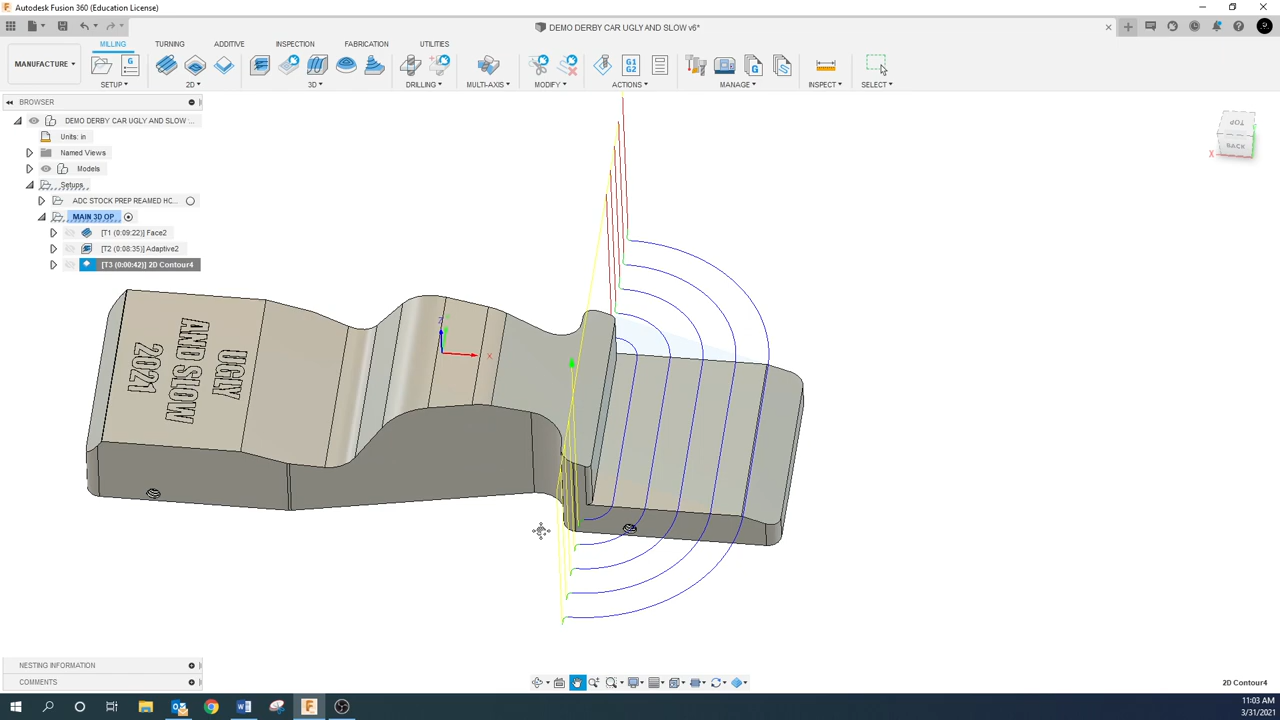 Autodesk Fusion 360 (Education License)
DEMO DERBY CAR UGLY AND SLOW v6*
MILLING TURNING ADDITIVE INSPECTION FABRICATION UTILITIES
MANUFACTURE
SETUP 2D 3D DRILLING MULTI-AXIS MODIFY ACTIONS MANAGE INSPECT SELECT
G1
G2
BROWSER
DEMO DERBY CAR UGLY AND SLOW ...
Units: in
Named Views
Models
Setups
ADC STOCK PREP REAMED HC...
MAIN 3D OP
[T1 (0:09:22)] Face2
[T2 (0:08:35)] Adaptive2
[T3 (0:00:42)] 2D Contour4
TOP
BACK
X
Z
X
UGLY
AND SLOW
2021
NESTING INFORMATION
COMMENTS
2D Contour4
11:03 AM
3/31/2021